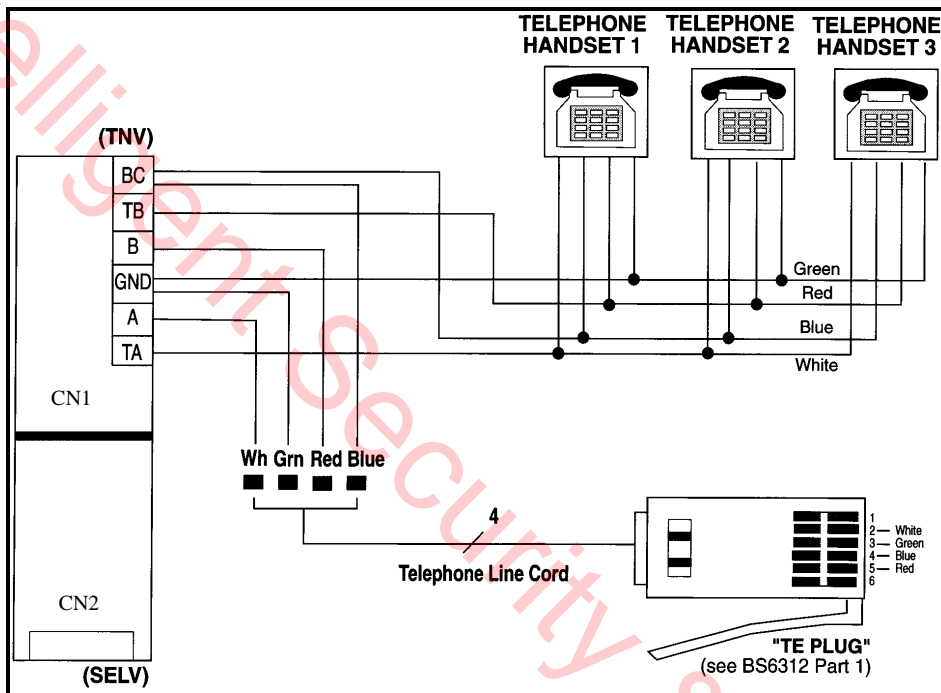 TELEPHONE HANDSET 1
TELEPHONE HANDSET 2
TELEPHONE HANDSET 3
(TNV)
BC
TB
B
GND
A
TA
CN1
CN2
(SELV)
Green
Red
Blue
White
Wh Grn Red Blue
4
Telephone Line Cord
1
2 — White
3 — Green
4 — Blue
5 — Red
6
"TE PLUG"
(see BS6312 Part 1)
elligent Security